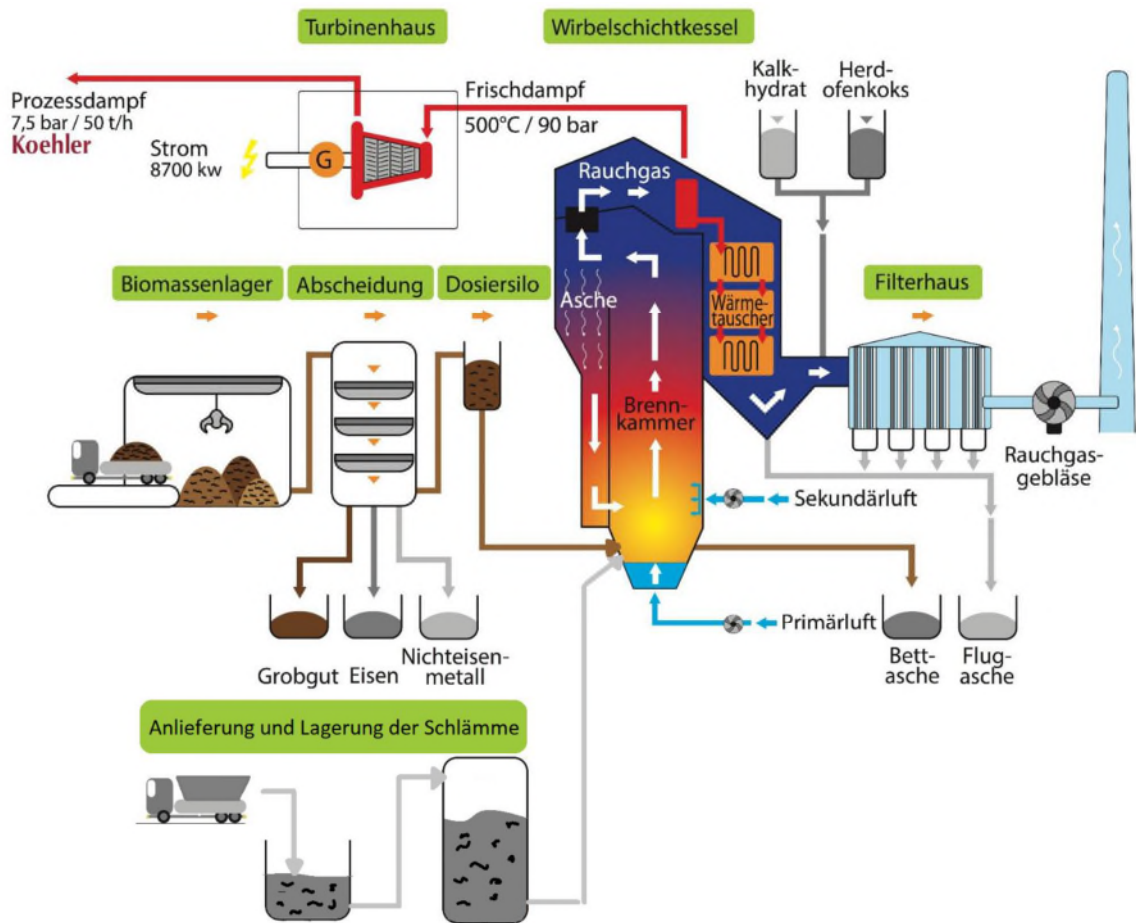 Turbinenhaus
Wirbelschichtkessel
Prozessdampf
7,5 bar / 50 t/h
Koehler
Strom
8700 kw
G
Frischdampf
500°C / 90 bar
Kalk-
hydrat
Herd-
ofenkoks
Rauchgas
Biomassenlager
Abscheidung
Dosiersilo
Asche
Wärme-
tauscher
Filterhaus
Brenn-
kammer
Rauchgas-
gebläse
Sekundärluft
Primärluft
Grobgut
Eisen
Nichteisen-
metall
Bett-
asche
Flug-
asche
Anlieferung und Lagerung der Schlämme